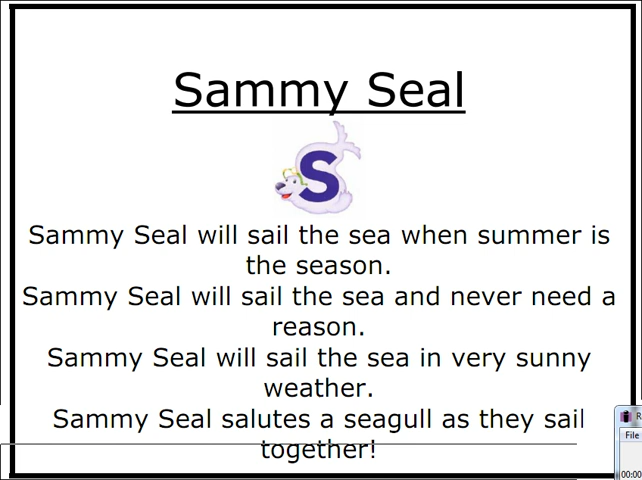 Sammy Seal
S
Sammy Seal will sail the sea when summer is
the season.
Sammy Seal will sail the sea and never need a
reason.
Sammy Seal will sail the sea in very sunny
weather.
Sammy Seal salutes a seagull as they sail
together!
R
File
00:00